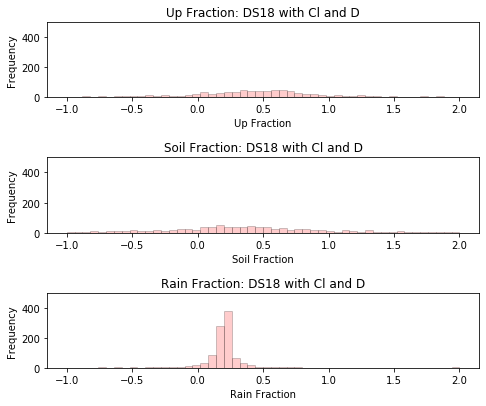 Up Fraction: DS18 with Cl and D
Frequency
400
200
0
−1.0 −0.5 0.0 0.5 1.0 1.5 2.0
Up Fraction
Soil Fraction: DS18 with Cl and D
Frequency
400
200
0
−1.0 −0.5 0.0 0.5 1.0 1.5 2.0
Soil Fraction
Rain Fraction: DS18 with Cl and D
Frequency
400
200
0
−1.0 −0.5 0.0 0.5 1.0 1.5 2.0
Rain Fraction